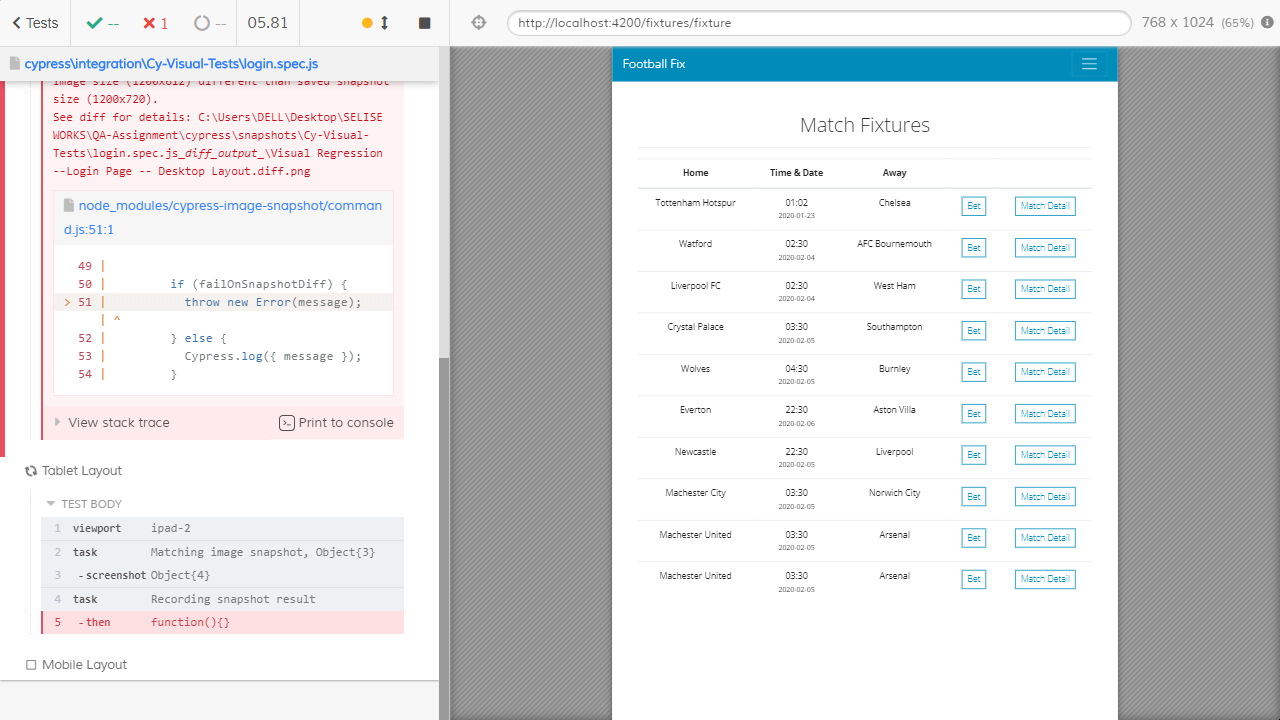 Tests
--
1
--
05.81
http://localhost:4200/fixtures/fixture
768 x 1024 (65%)
cypress\integration\Cy-Visual-Tests\login.spec.js
image size (1200x612) different than saved snapshot
size (1200x720).
See diff for details: C:\Users\DELL\Desktop\SELISE
WORKS\QA-Assignment\cypress\snapshots\Cy-Visual-
Tests\login.spec.js_diff_output_\Visual Regression
--Login Page -- Desktop Layout.diff.png
node_modules/cypress-image-snapshot/comman
d.js:51:1
49 |
50 | if (failOnSnapshotDiff) {
> 51 | throw new Error(message);
| ^
52 | } else {
53 | Cypress.log({ message });
54 | }
View stack trace
Print to console
Tablet Layout
TEST BODY
1 viewport ipad-2
2 task Matching image snapshot, Object{3}
3 -screenshot Object{4}
4 task Recording snapshot result
5 -then function(){}
Mobile Layout
Football Fix
Match Fixtures
Home Time & Date Away
Tottenham Hotspur 01:02 Chelsea Bet Match Detail
2020-01-23
Watford 02:30 AFC Bournemouth Bet Match Detail
2020-02-04
Liverpool FC 02:30 West Ham Bet Match Detail
2020-02-04
Crystal Palace 03:30 Southampton Bet Match Detail
2020-02-05
Wolves 04:30 Burnley Bet Match Detail
2020-02-05
Everton 22:30 Aston Villa Bet Match Detail
2020-02-06
Newcastle 22:30 Liverpool Bet Match Detail
2020-02-05
Machester City 03:30 Norwich City Bet Match Detail
2020-02-05
Machester United 03:30 Arsenal Bet Match Detail
2020-02-05
Machester United 03:30 Arsenal Bet Match Detail
2020-02-05